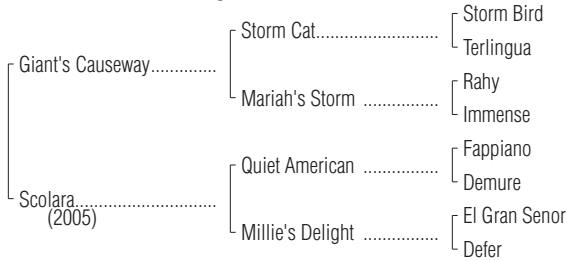 Storm Bird
Storm Cat
Terlingua
Giant's Causeway
Rahy
Mariah's Storm
Immense
Fappiano
Quiet American
Demure
Scolara
(2005)
El Gran Senor
Millie's Delight
Defer